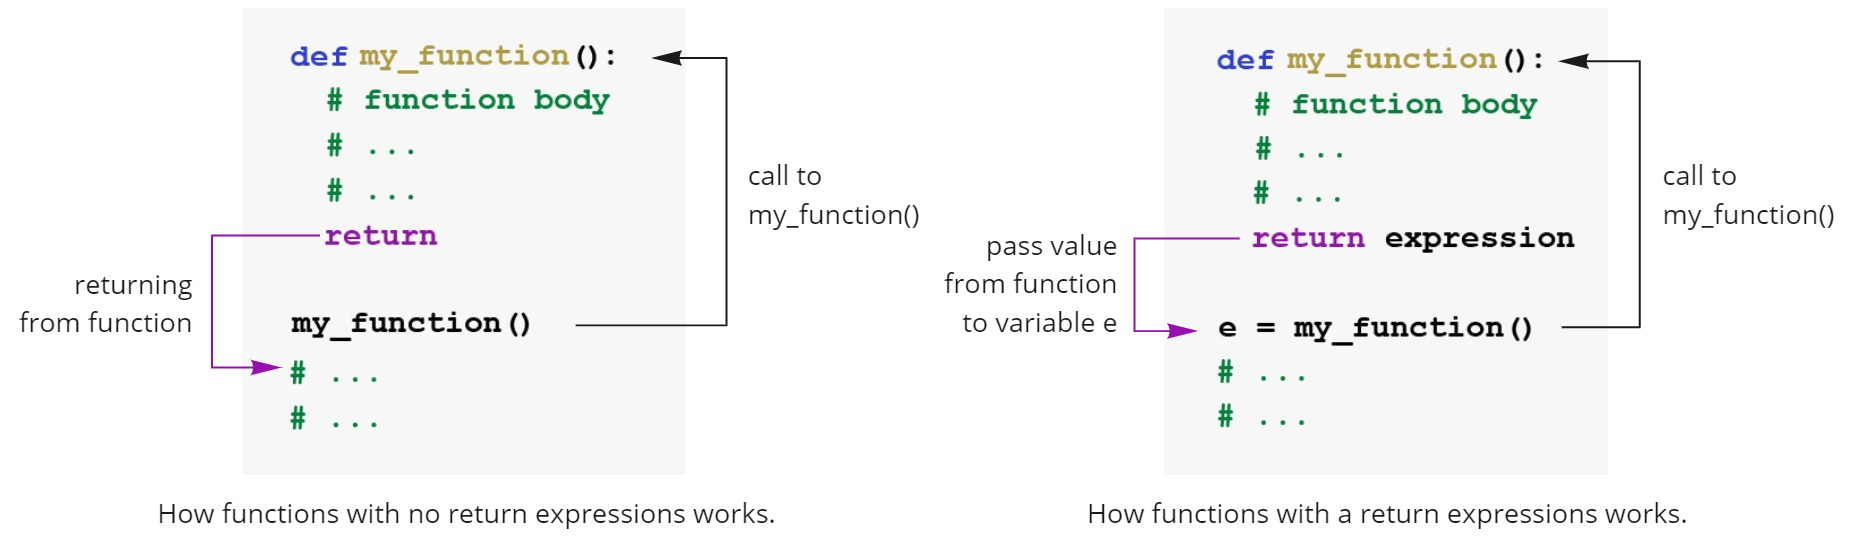 def my_function():
# function body
# ...
# ...
return
my_function()
# ...
# ...
call to
my_function()
returning
from function
How functions with no return expressions works.
def my_function():
# function body
# ...
# ...
return expression
e = my_function()
# ...
# ...
call to
my_function()
pass value
from function
to variable e
How functions with a return expressions works.